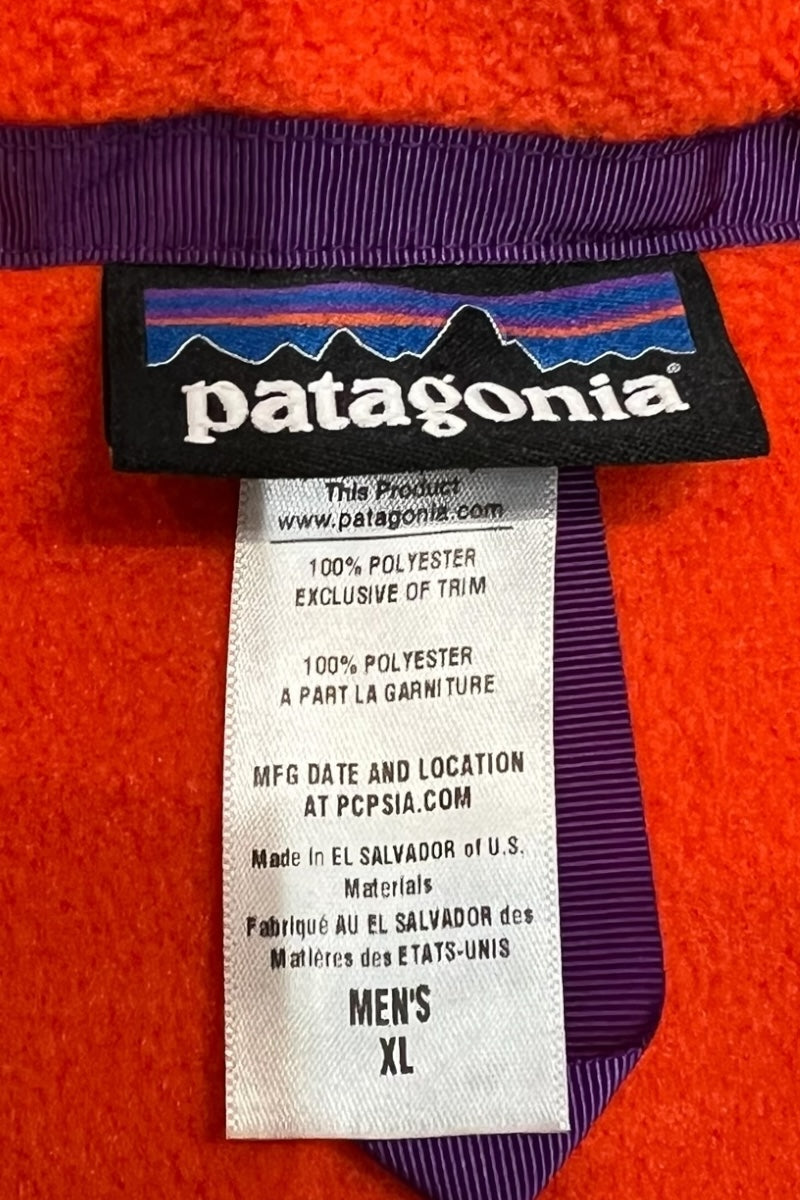 patagonia®
This Product
www.patagonia.com
100% POLYESTER
EXCLUSIVE OF TRIM
100% POLYESTER
A PART LA GARNITURE
MFG DATE AND LOCATION
AT PCPSIA.COM
Made in EL SALVADOR of U.S.
Materials
Fabriqué AU EL SALVADOR des
Matières des ETATS-UNIS
MEN'S
XL